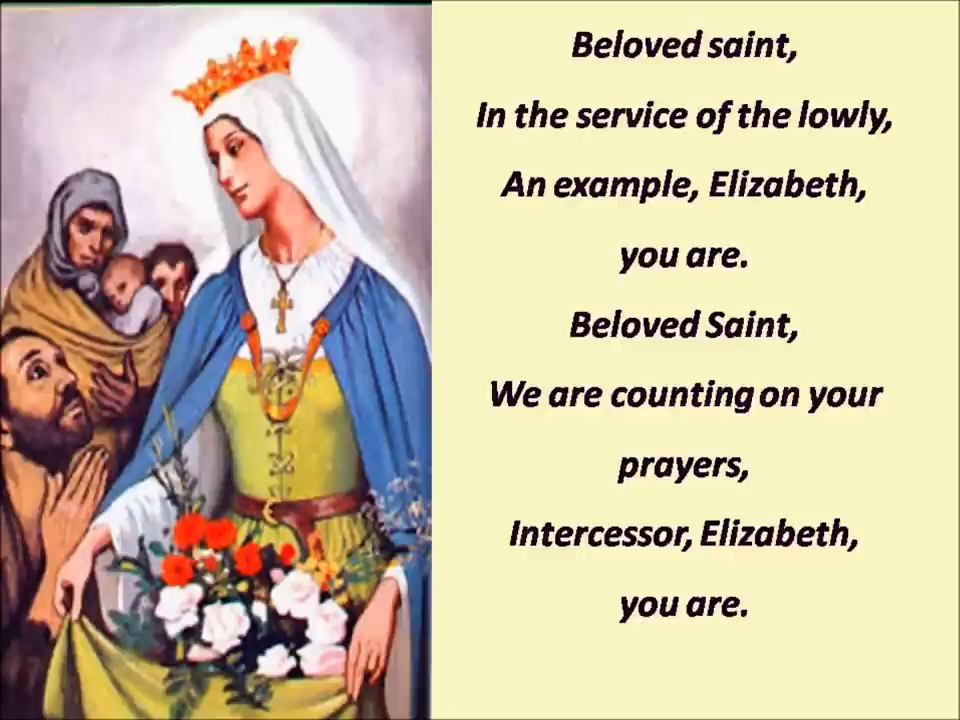 Beloved saint,
In the service of the lowly,
An example, Elizabeth,
you are.
Beloved Saint,
We are counting on your
prayers,
Intercessor, Elizabeth,
you are.